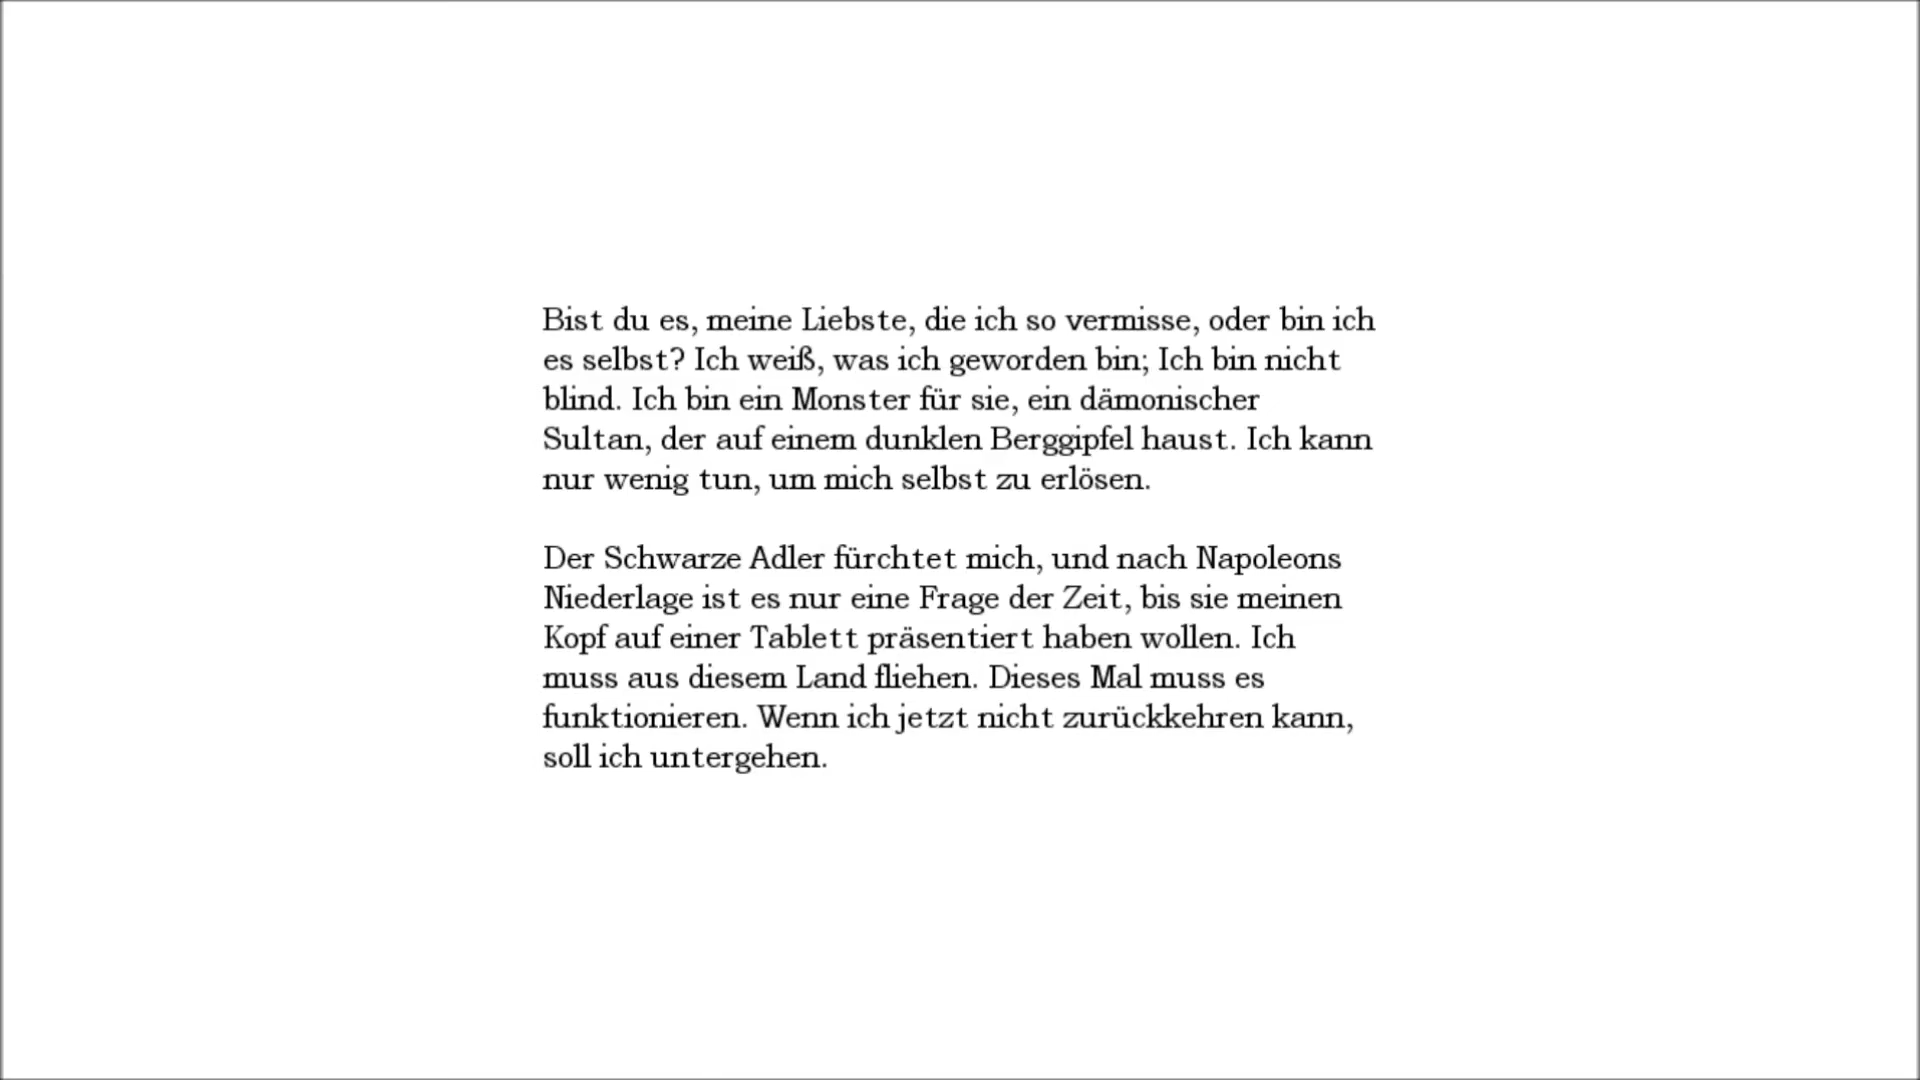 Bist du es, meine Liebste, die ich so vermisse, oder bin ich
es selbst? Ich weiß, was ich geworden bin; Ich bin nicht
blind. Ich bin ein Monster für sie, ein dämonischer
Sultan, der auf einem dunklen Berggipfel haust. Ich kann
nur wenig tun, um mich selbst zu erlösen.
Der Schwarze Adler fürchtet mich, und nach Napoleons
Niederlage ist es nur eine Frage der Zeit, bis sie meinen
Kopf auf einer Tablett präsentiert haben wollen. Ich
muss aus diesem Land fliehen. Dieses Mal muss es
funktionieren. Wenn ich jetzt nicht zurückkehren kann,
soll ich untergehen.